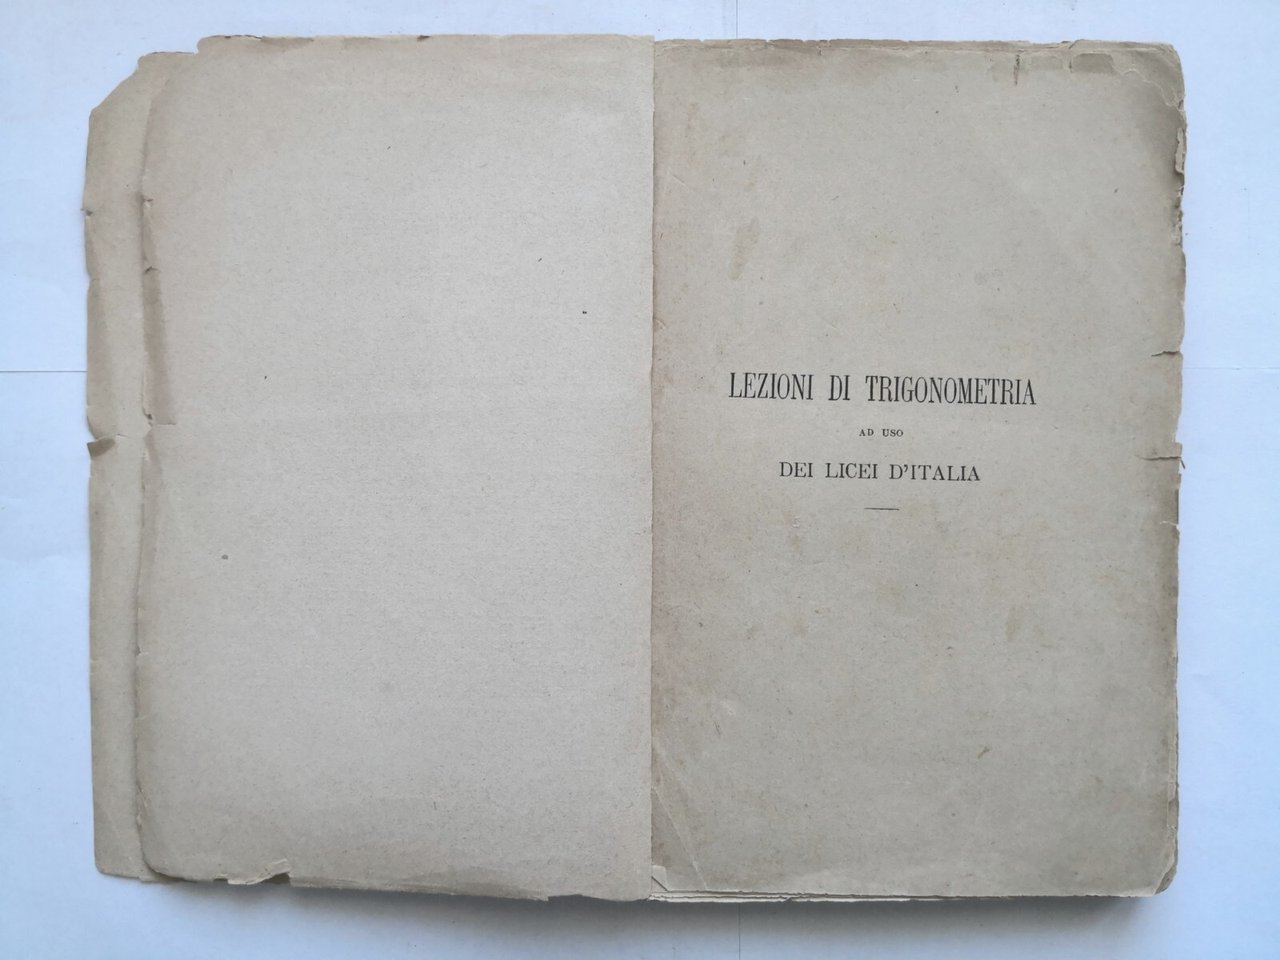 LEZIONI DI TRIGONOMETRIA
AD USO
DEI LICEI D'ITALIA